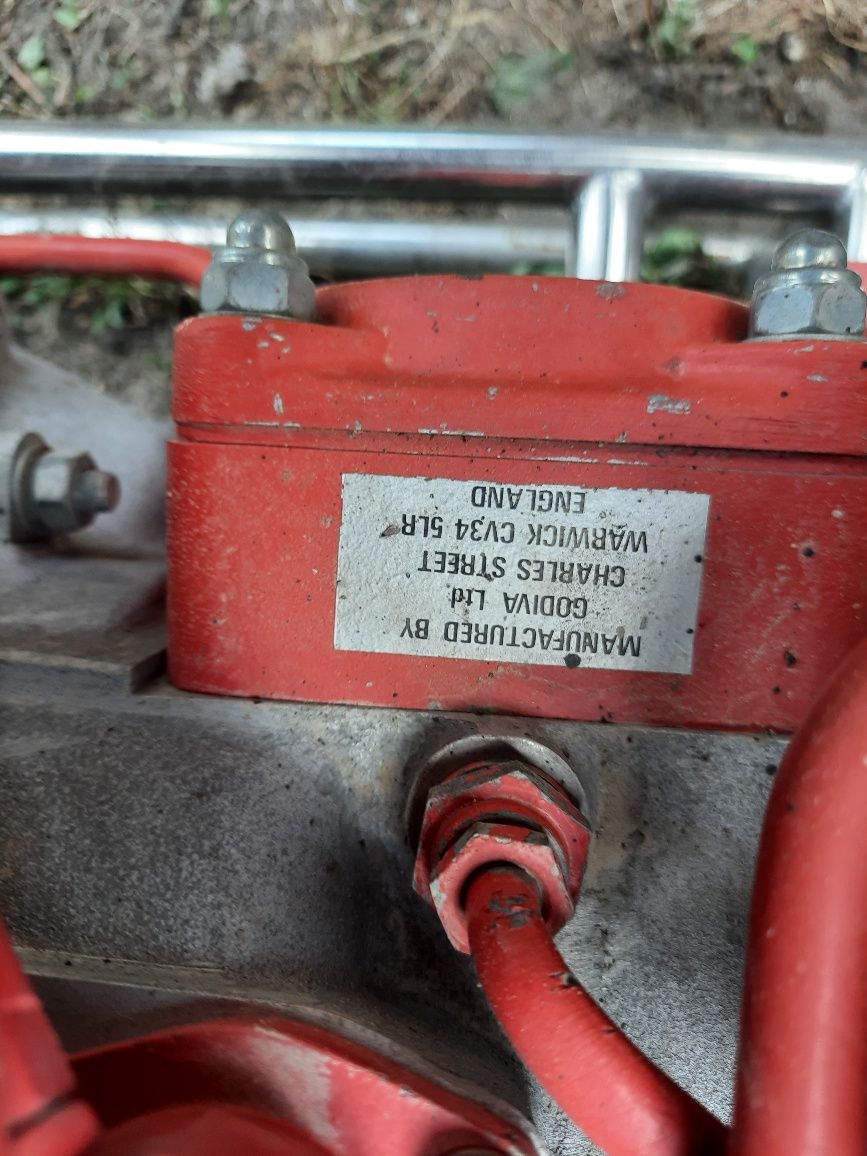 MANUFACTURED BY
GODIVA Ltd.
CHARLES STREET
WARWICK CV34 5LR
ENGLAND